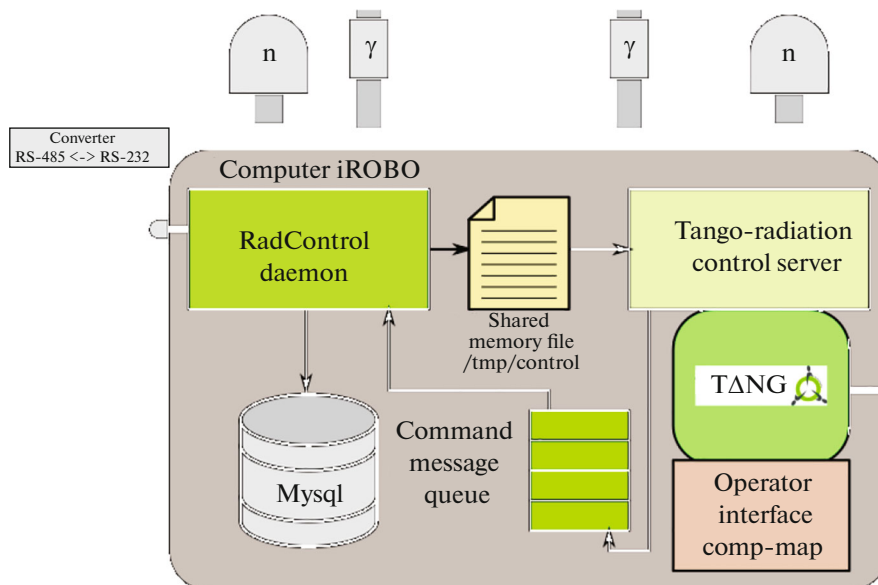 n
γ
γ
n
Converter
RS-485 <-> RS-232
Computer iROBO
RadControl
daemon
Shared
memory file
/tmp/control
Tango-radiation
control server
TΔNG
Command
message
queue
Mysql
Operator
interface
comp-map